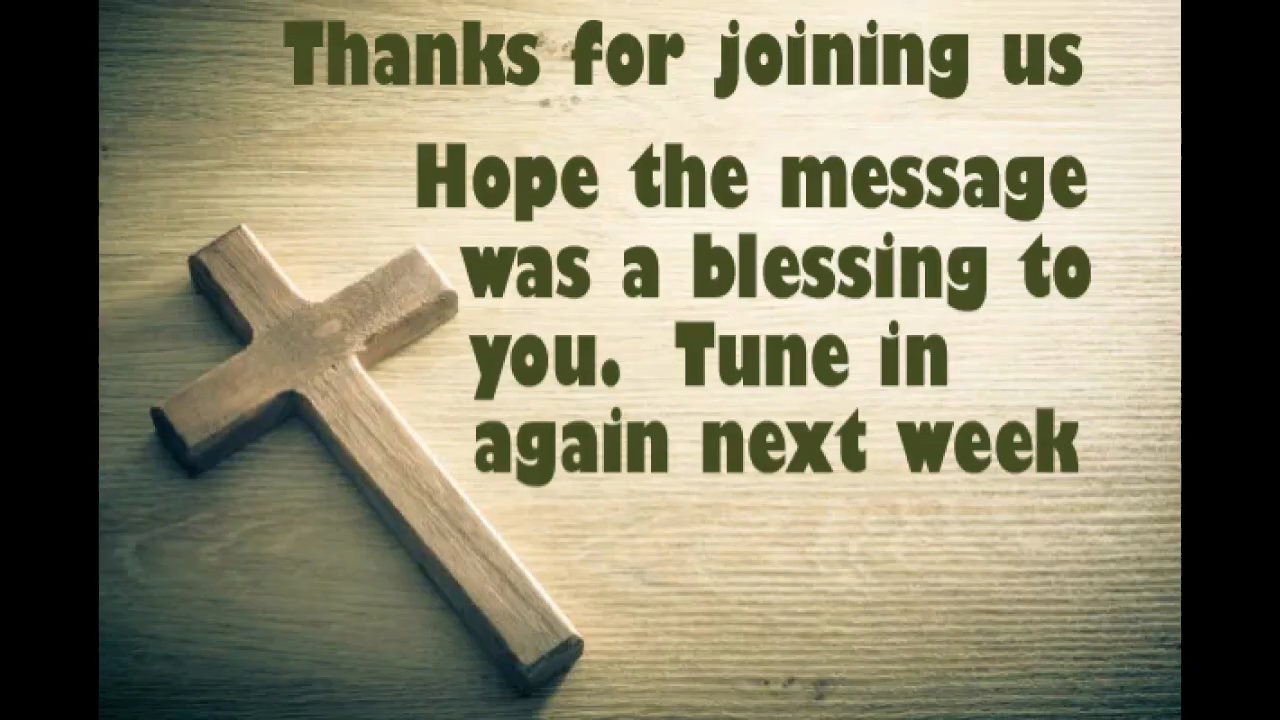 Thanks for joining us
Hope the message
was a blessing to
you. Tune in
again next week